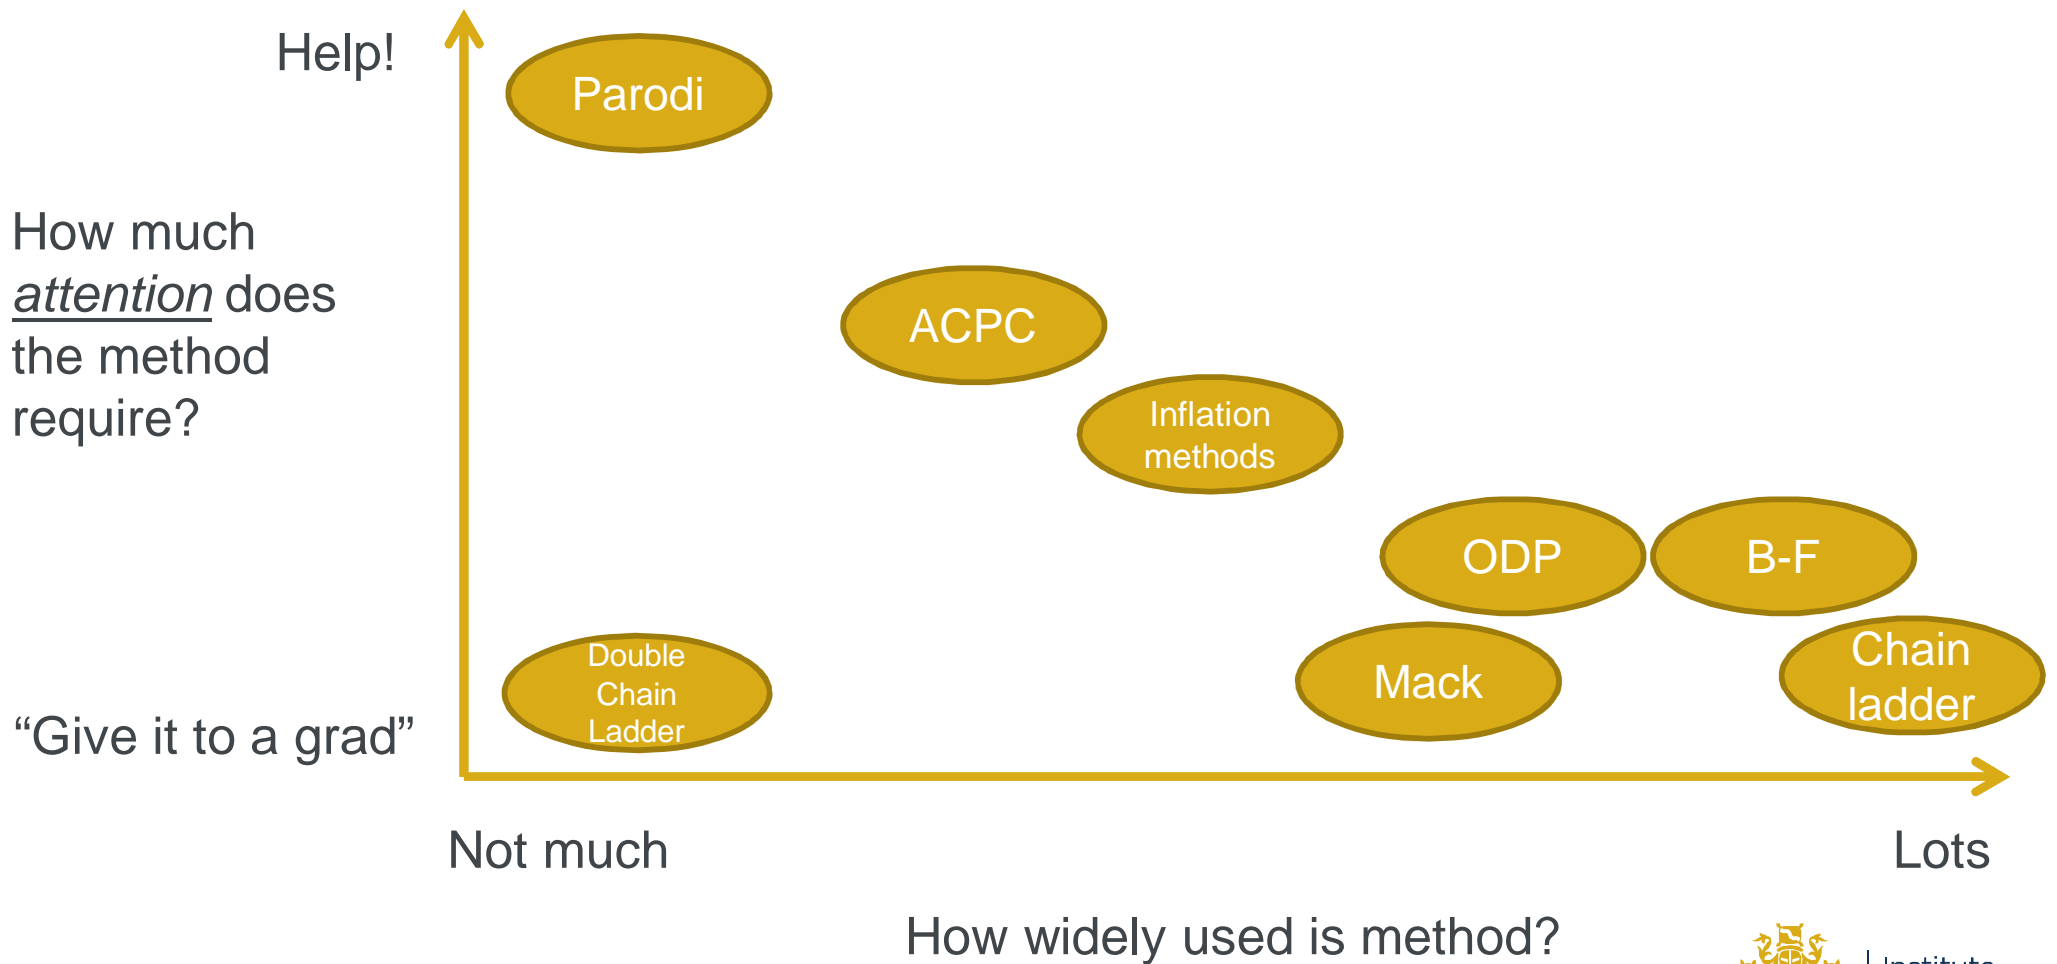 Help!
Parodi
How much
attention does
the method
require?
ACPC
Inflation
methods
ODP
B-F
Double
Chain
Ladder
Mack
Chain
ladder
“Give it to a grad”
Not much
Lots
How widely used is method?
Institute